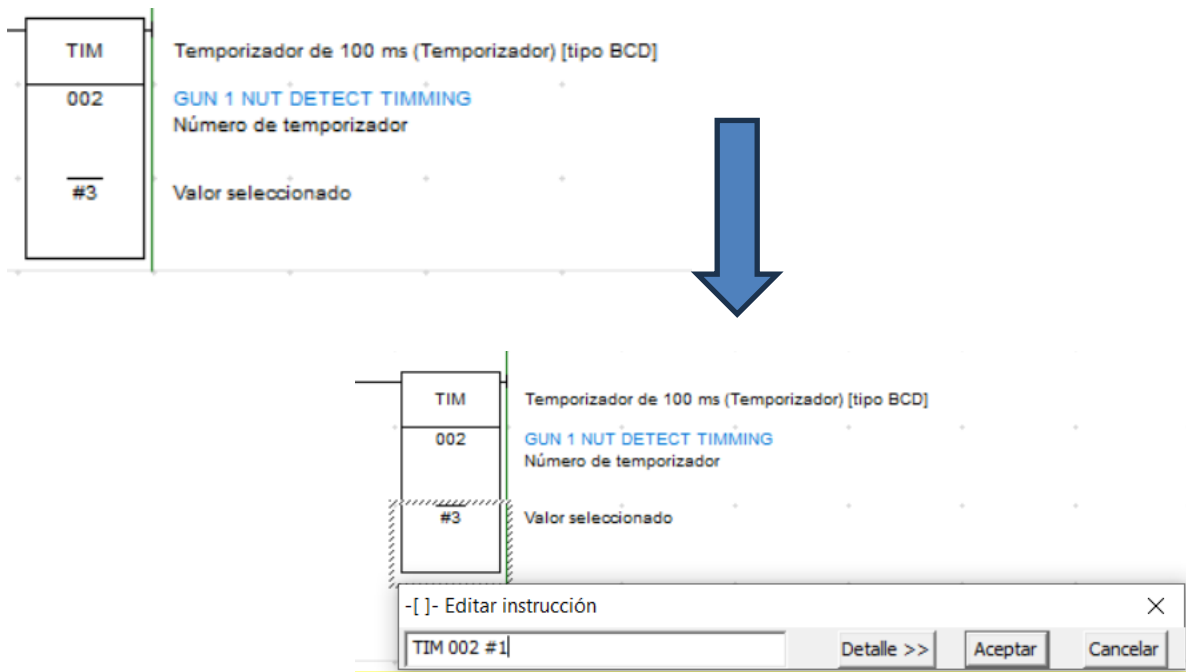 TIM Temporizador de 100 ms (Temporizador) [tipo BCD]
002 GUN 1 NUT DETECT TIMMING
Número de temporizador
#3 Valor seleccionado
TIM Temporizador de 100 ms (Temporizador) [tipo BCD]
002 GUN 1 NUT DETECT TIMMING
Número de temporizador
#3 Valor seleccionado
-[ ]- Editar instrucción
TIM 002 #1 Detalle >> Aceptar Cancelar